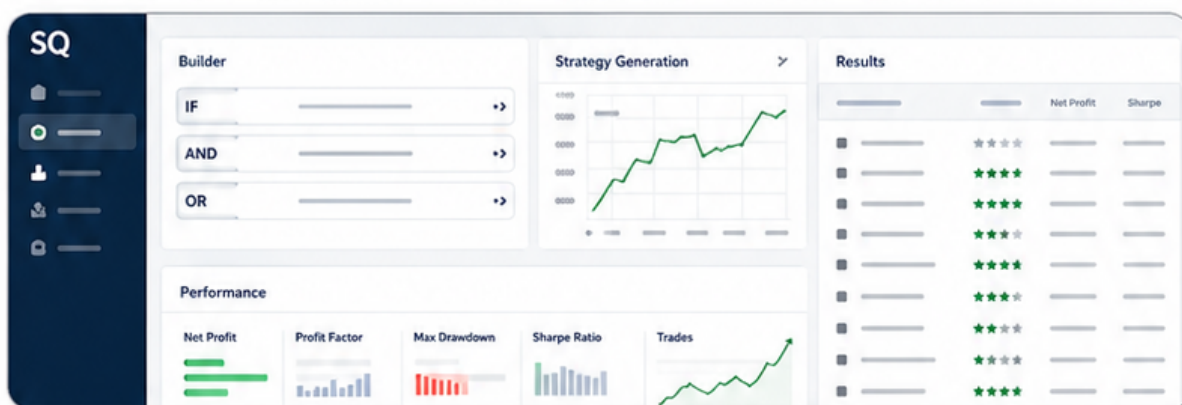 SQ
Builder
IF
AND
OR
Strategy Generation
Results
Net Profit Sharpe
Performance
Net Profit
Profit Factor
Max Drawdown
Sharpe Ratio
Trades